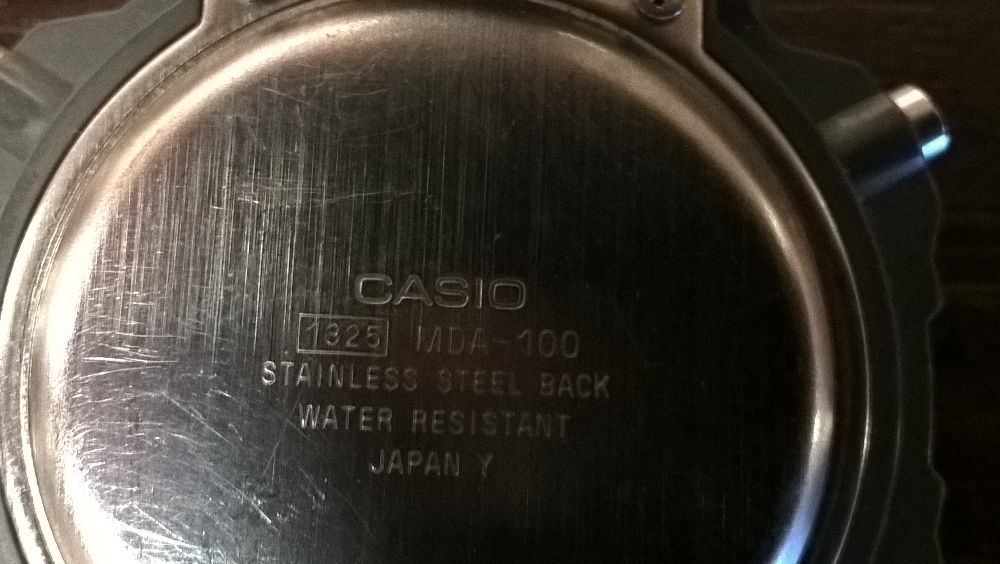 CASIO
1325 MDA-100
STAINLESS STEEL BACK
WATER RESISTANT
JAPAN Y